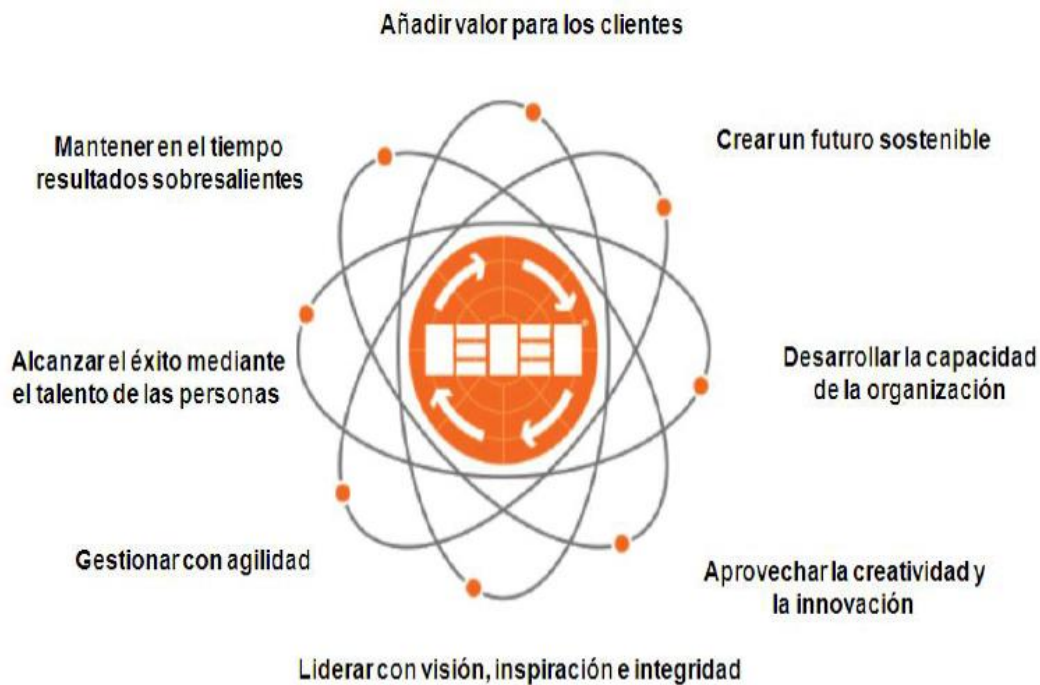 Añadir valor para los clientes
Crear un futuro sostenible
Desarrollar la capacidad
de la organización
Aprovechar la creatividad y
la innovación
Liderar con visión, inspiración e integridad
Gestionar con agilidad
Alcanzar el éxito mediante
el talento de las personas
Mantener en el tiempo
resultados sobresalientes